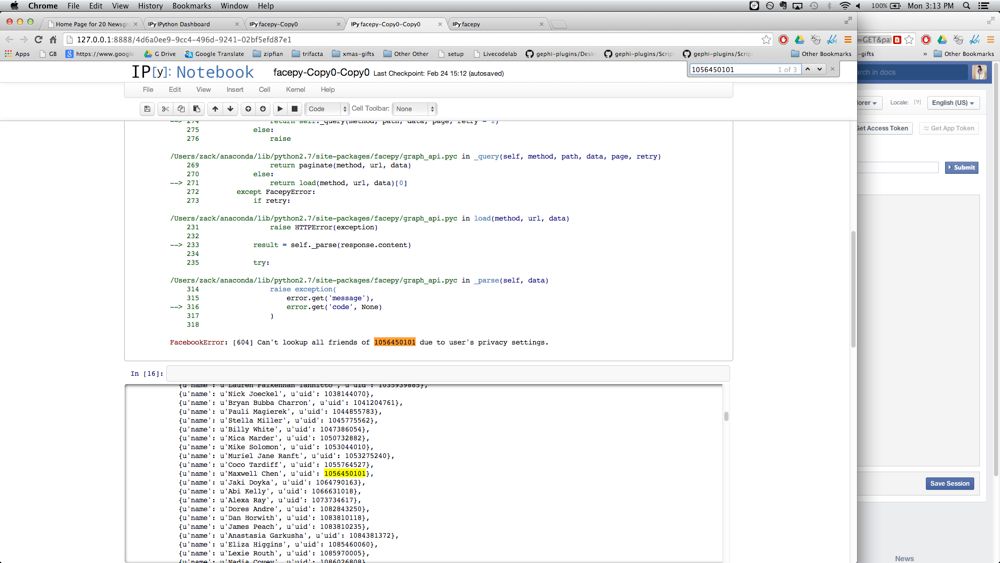 Chrome File Edit View History Bookmarks Window Help 100% Mon 3:13 PM
Home Page for 20 Newsp
IPy IPython Dashboard
IPy facepy-Copy0
IPy facepy-Copy0-Copy0
IPy facepy
127.0.0.1:8888/4d6a0ee9-9cc4-496d-9241-02bf5efd87e1
Apps https://www.google G Drive Google Translate zipfian trifacta xmas-gifts Other Other setup Livecodelab gephi-plugins/Desk gephi-plugins/Scrip Other Bookmarks
IP[y]: Notebook facepy-Copy0-Copy0 Last Checkpoint: Feb 24 15:12 (autosaved)
1056450101 1 of 3
File Edit View Insert Cell Kernel Help
Code Cell Toolbar: None
--> 274 return self._query(method, path, data, page, retry - 1)
275 else:
276 raise
/Users/zack/anaconda/lib/python2.7/site-packages/facepy/graph_api.pyc in _query(self, method, path, data, page, retry)
269 return paginate(method, url, data)
270 else:
--> 271 return load(method, url, data)[0]
272 except FacepyError:
273 if retry:
/Users/zack/anaconda/lib/python2.7/site-packages/facepy/graph_api.pyc in load(method, url, data)
231 raise HTTPError(exception)
232
--> 233 result = self._parse(response.content)
234
235 try:
/Users/zack/anaconda/lib/python2.7/site-packages/facepy/graph_api.pyc in _parse(self, data)
314 raise exception(
315 error.get('message'),
--> 316 error.get('code', None)
317 )
318
FacebookError: [604] Can't lookup all friends of 1056450101 due to user's privacy settings.
In [16]:
{u'name': u'Lauren Falkenhan Iannitto', u'uid': 1035939885},
{u'name': u'Nick Joeckel', u'uid': 1038144070},
{u'name': u'Bryan Bubba Charron', u'uid': 1041204761},
{u'name': u'Pauli Magierek', u'uid': 1044855783},
{u'name': u'Stella Miller', u'uid': 1045775562},
{u'name': u'Billy White', u'uid': 1047386054},
{u'name': u'Mica Marder', u'uid': 1050732882},
{u'name': u'Mike Solomon', u'uid': 1053044010},
{u'name': u'Muriel Jane Ranft', u'uid': 1053275240},
{u'name': u'Coco Tardiff', u'uid': 1055764527},
{u'name': u'Maxwell Chen', u'uid': 1056450101},
{u'name': u'Jaki Doyka', u'uid': 1064790163},
{u'name': u'Abi Kelly', u'uid': 1066631018},
{u'name': u'Alexa Ray', u'uid': 1073734617},
{u'name': u'Dores Andre', u'uid': 1082843250},
{u'name': u'Dan Horwith', u'uid': 1083810118},
{u'name': u'James Peach', u'uid': 1083810235},
{u'name': u'Anastasia Garkusha', u'uid': 1084381372},
{u'name': u'Eliza Higgins', u'uid': 1085460060},
{u'name': u'Lexie Routh', u'uid': 1085970005},
=GET&pa
-gifts Other Bookmarks
rch in docs
orer Locale: [?] English (US)
Get Access Token Get App Token
Submit
Save Session
News